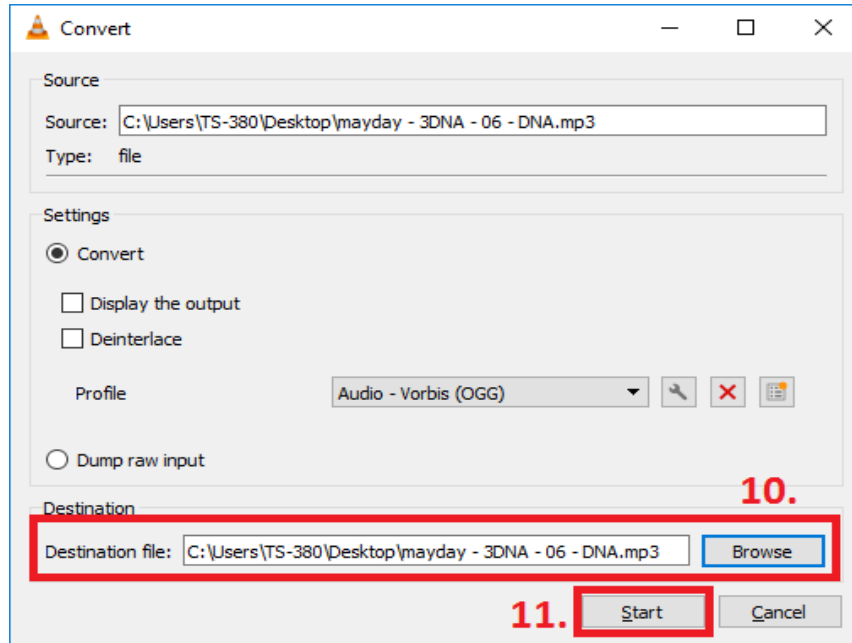 Convert
Source
Source: C:\Users\TS-380\Desktop\mayday - 3DNA - 06 - DNA.mp3
Type: file
Settings
Convert
Display the output
Deinterlace
Profile Audio - Vorbis (OGG)
Dump raw input
10.
Destination
Destination file: C:\Users\TS-380\Desktop\mayday - 3DNA - 06 - DNA.mp3 Browse
11. Start Cancel